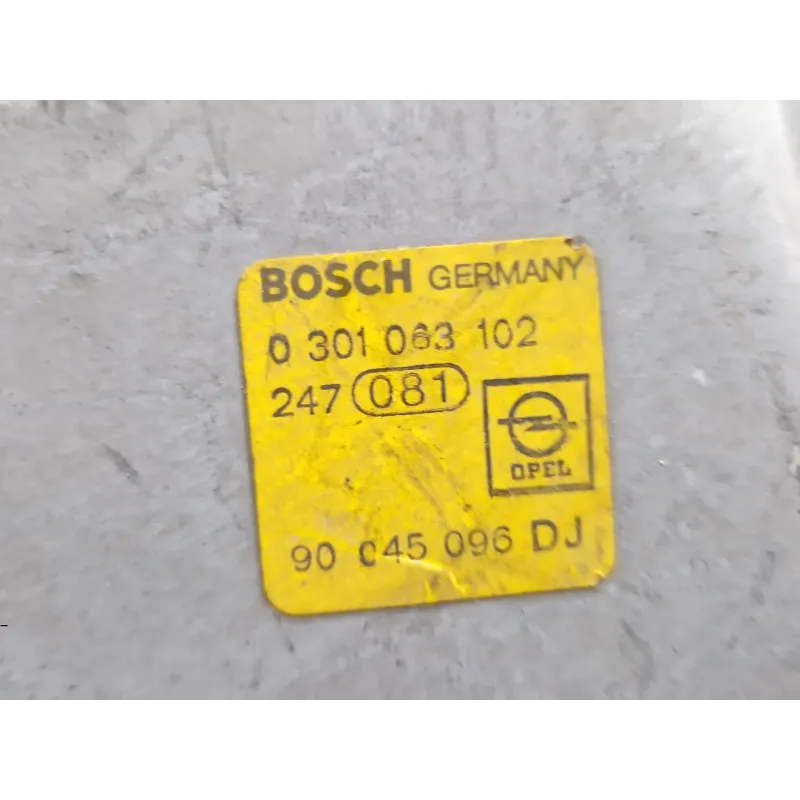 BOSCH GERMANY
0 301 063 102
247 081
OPEL
90 045 096 DJ